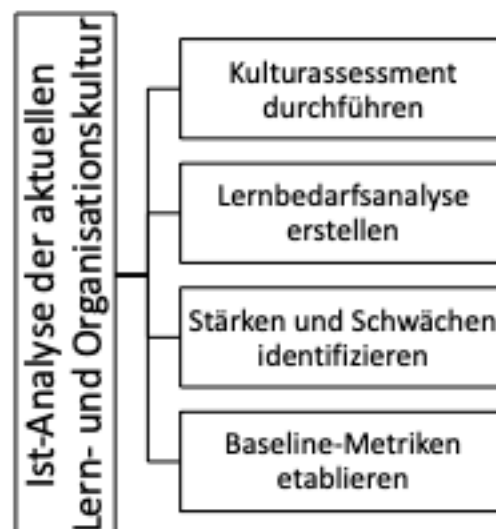 Ist-Analyse der aktuellen
Lern- und Organisationskultur
Kulturassessment
durchführen
Lernbedarfsanalyse
erstellen
Stärken und Schwächen
identifizieren
Baseline-Metriken
etablieren